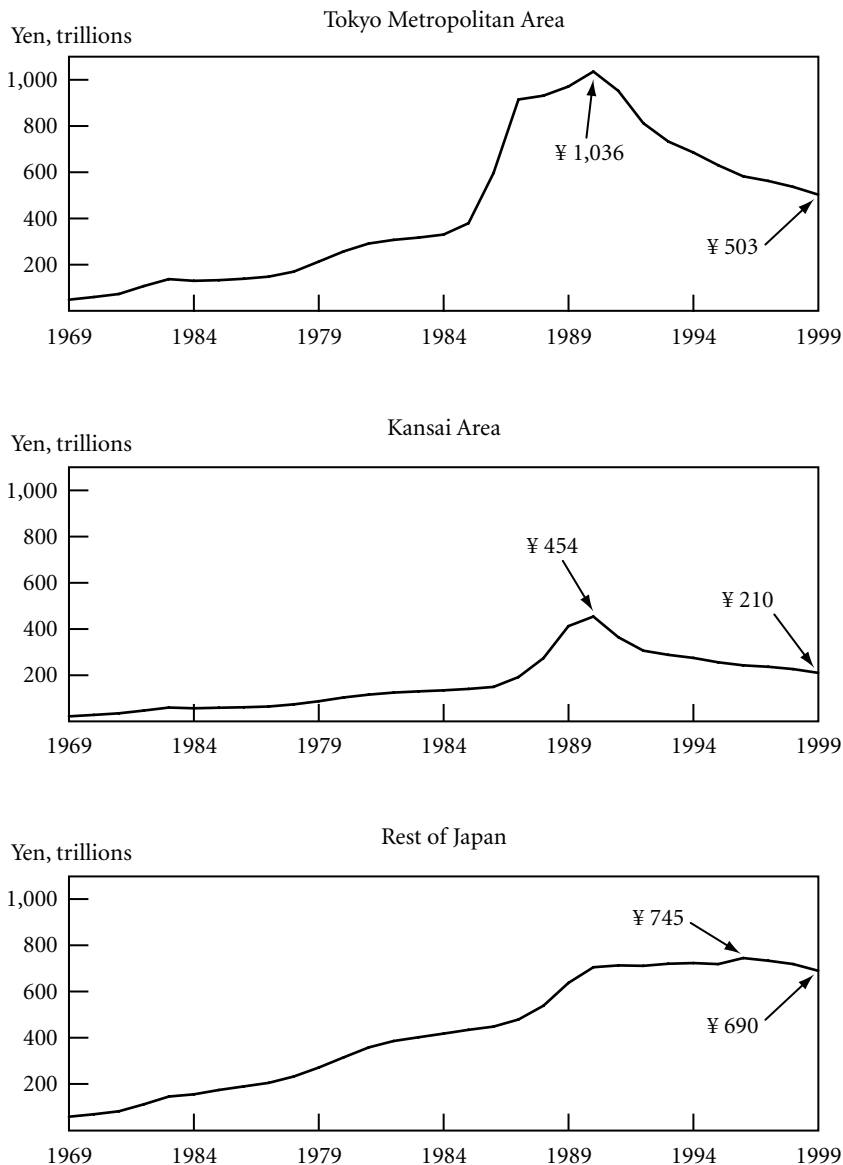 Tokyo Metropolitan Area
Yen, trillions
1,000
800
600
400
200
¥ 1,036
¥ 503
1969 1984 1979 1984 1989 1994 1999
Kansai Area
Yen, trillions
1,000
800
600
400
200
¥ 454
¥ 210
1969 1984 1979 1984 1989 1994 1999
Rest of Japan
Yen, trillions
1,000
800
600
400
200
¥ 745
¥ 690
1969 1984 1979 1984 1989 1994 1999